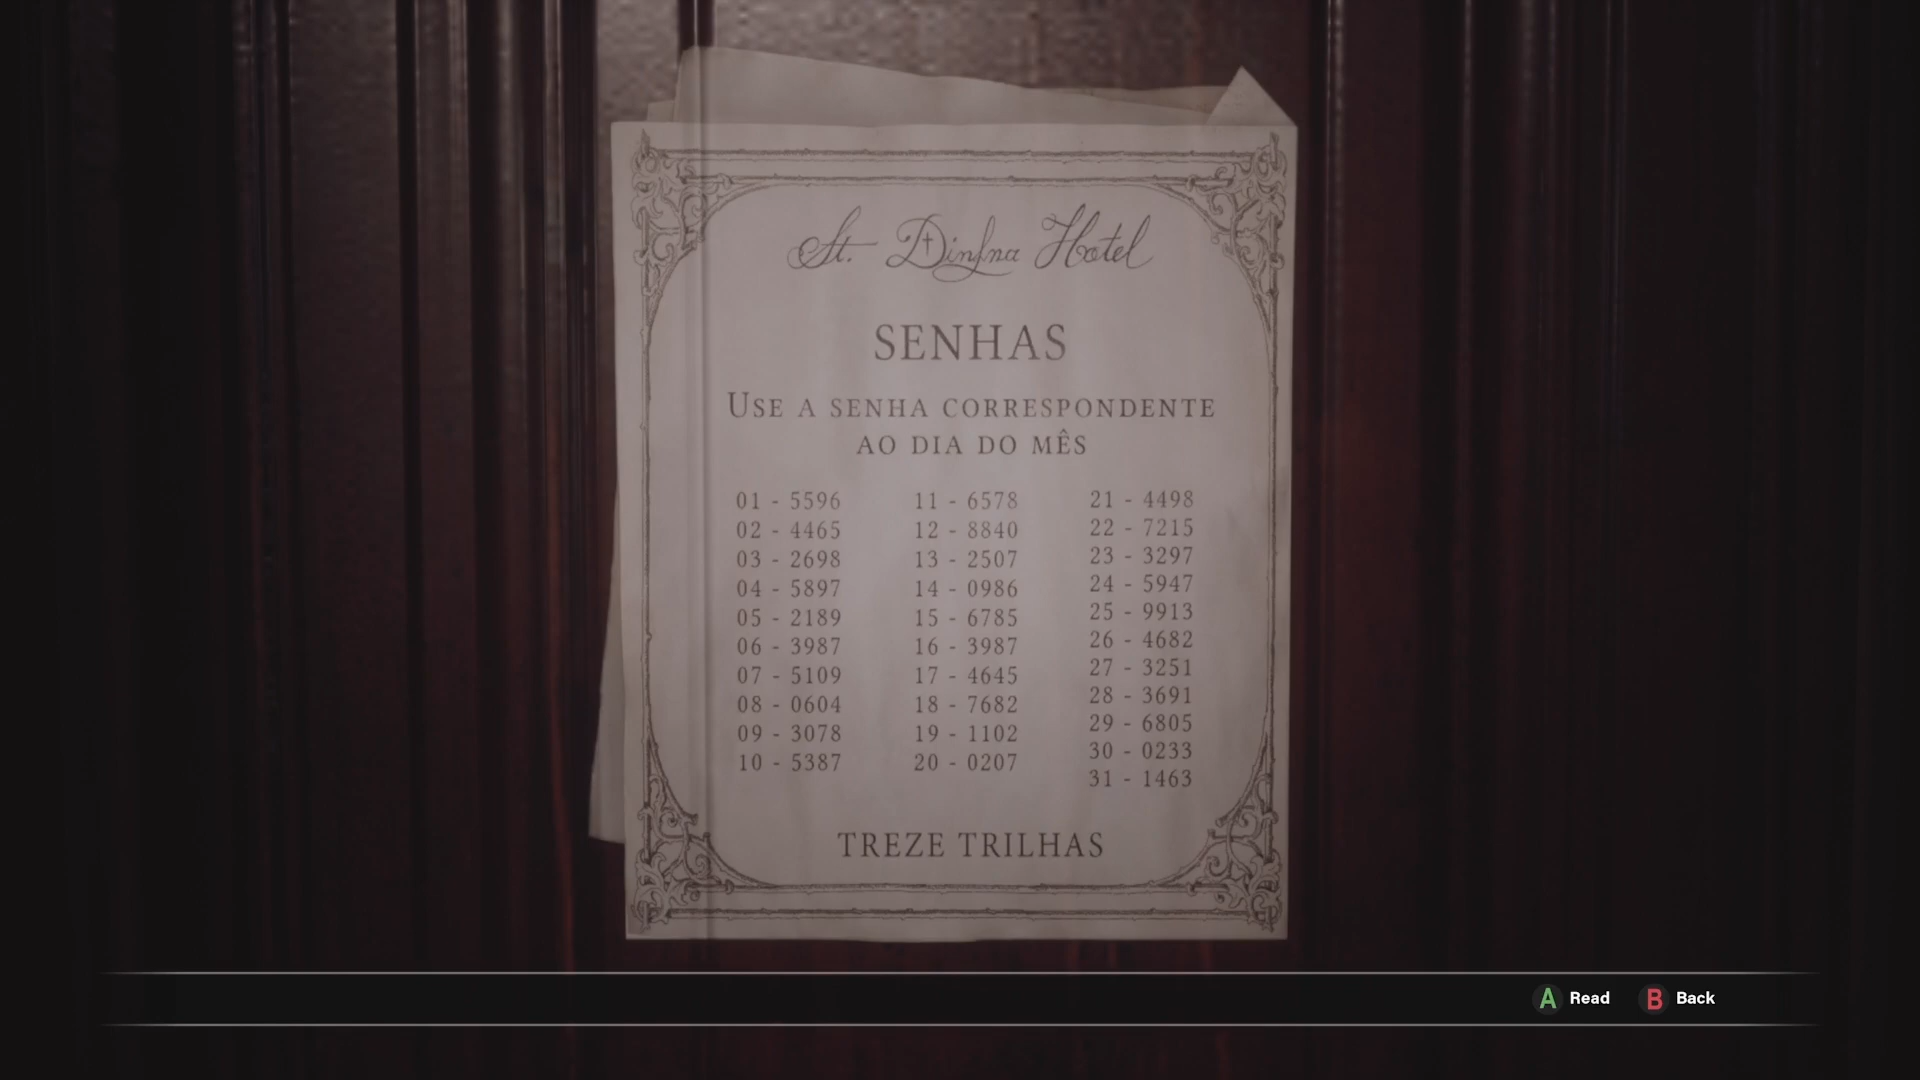 St. Dinfna Hotel
SENHAS
USE A SENHA CORRESPONDENTE
AO DIA DO MÊS
01 - 5596
02 - 4465
03 - 2698
04 - 5897
05 - 2189
06 - 3987
07 - 5109
08 - 0604
09 - 3078
10 - 5387
11 - 6578
12 - 8840
13 - 2507
14 - 0986
15 - 6785
16 - 3987
17 - 4645
18 - 7682
19 - 1102
20 - 0207
21 - 4498
22 - 7215
23 - 3297
24 - 5947
25 - 9913
26 - 4682
27 - 3251
28 - 3691
29 - 6805
30 - 0233
31 - 1463
TREZE TRILHAS
A Read B Back